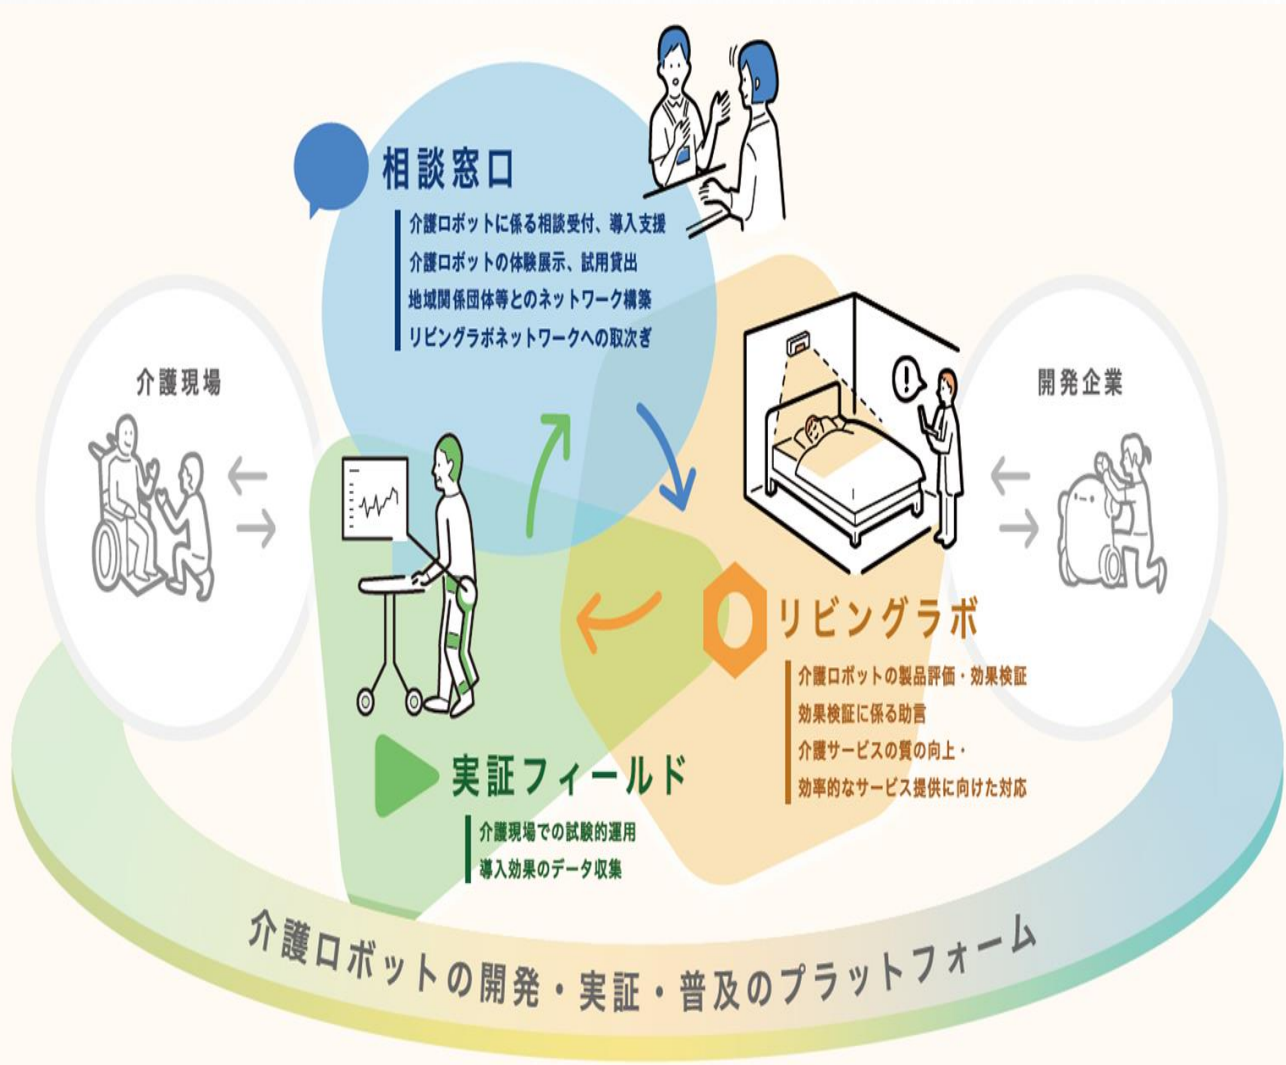 相談窓口
介護ロボットに係る相談受付、導入支援
介護ロボットの体験展示、試用貸出
地域関係団体等とのネットワーク構築
リビングラボネットワークへの取次ぎ
介護現場
開発企業
!
リビングラボ
介護ロボットの製品評価・効果検証
効果検証に係る助言
介護サービスの質の向上・
効率的なサービス提供に向けた対応
実証フィールド
介護現場での試験的運用
導入効果のデータ収集
介護ロボットの開発・実証・普及のプラットフォーム